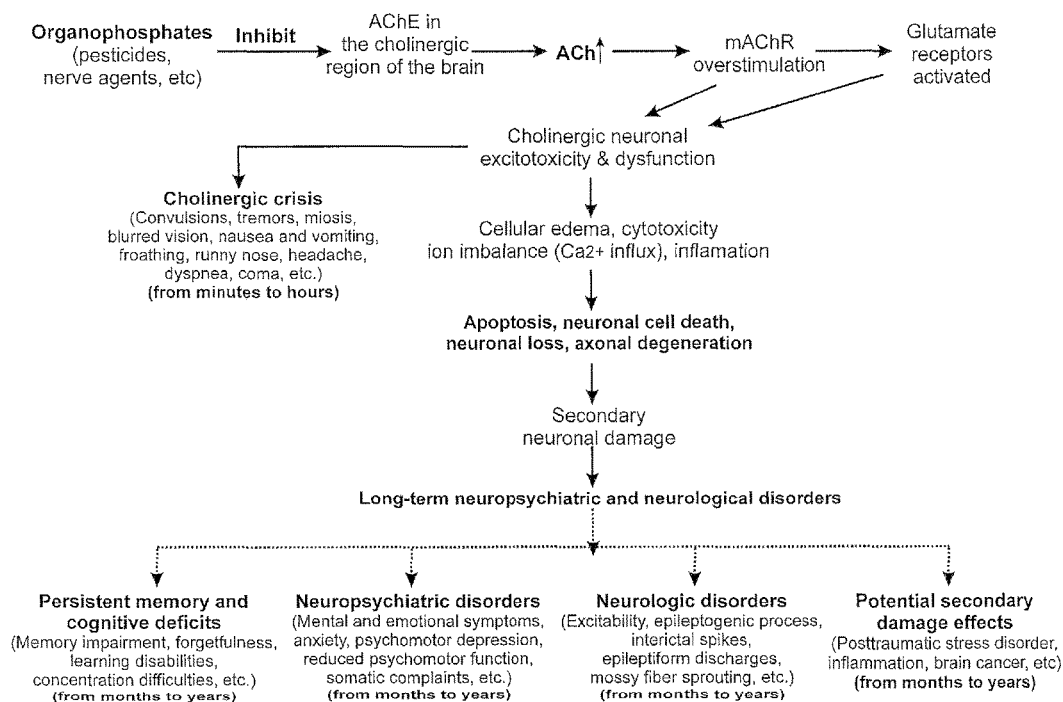 Organophosphates
(pesticides,
nerve agents, etc)
Inhibit
AChE in
the cholinergic
region of the brain
ACh↑
mAChR
overstimulation
Glutamate
receptors
activated
Cholinergic neuronal
excitotoxicity & dysfunction
Cholinergic crisis
(Convulsions, tremors, miosis,
blurred vision, nausea and vomiting,
froathing, runny nose, headache,
dyspnea, coma, etc.)
(from minutes to hours)
Cellular edema, cytotoxicity
ion imbalance (Ca2+ influx), inflamation
Apoptosis, neuronal cell death,
neuronal loss, axonal degeneration
Secondary
neuronal damage
Long-term neuropsychiatric and neurological disorders
Persistent memory and
cognitive deficits
(Memory impairment, forgetfulness,
learning disabilities,
concentration difficulties, etc.)
(from months to years)
Neuropsychiatric disorders
(Mental and emotional symptoms,
anxiety, psychomotor depression,
reduced psychomotor function,
somatic complaints, etc.)
(from months to years)
Neurologic disorders
(Excitability, epileptogenic process,
interictal spikes,
epileptiform discharges,
mossy fiber sprouting, etc.)
(from months to years)
Potential secondary
damage effects
(Posttraumatic stress disorder,
inflammation, brain cancer, etc)
(from months to years)